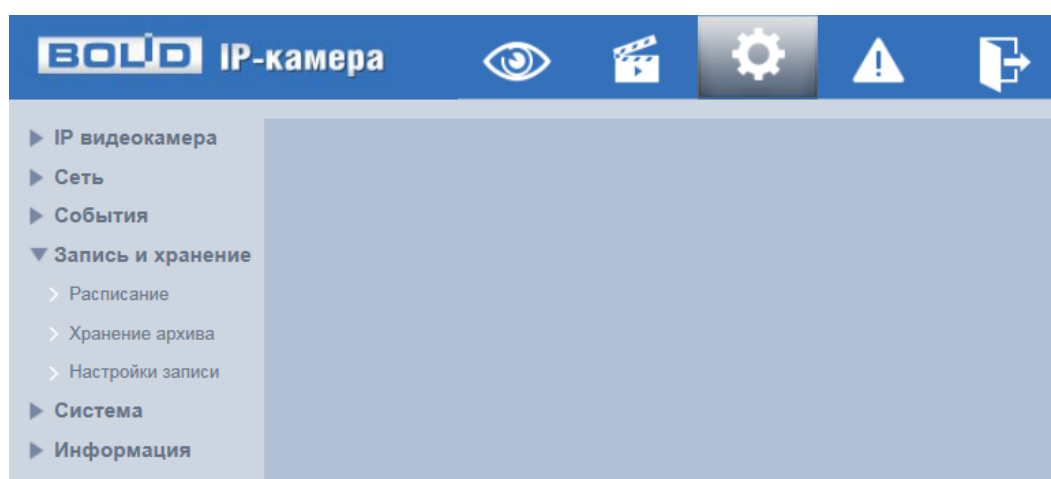 BOLID IP-камера
IP видеокамера
Сеть
События
Запись и хранение
Расписание
Хранение архива
Настройки записи
Система
Информация